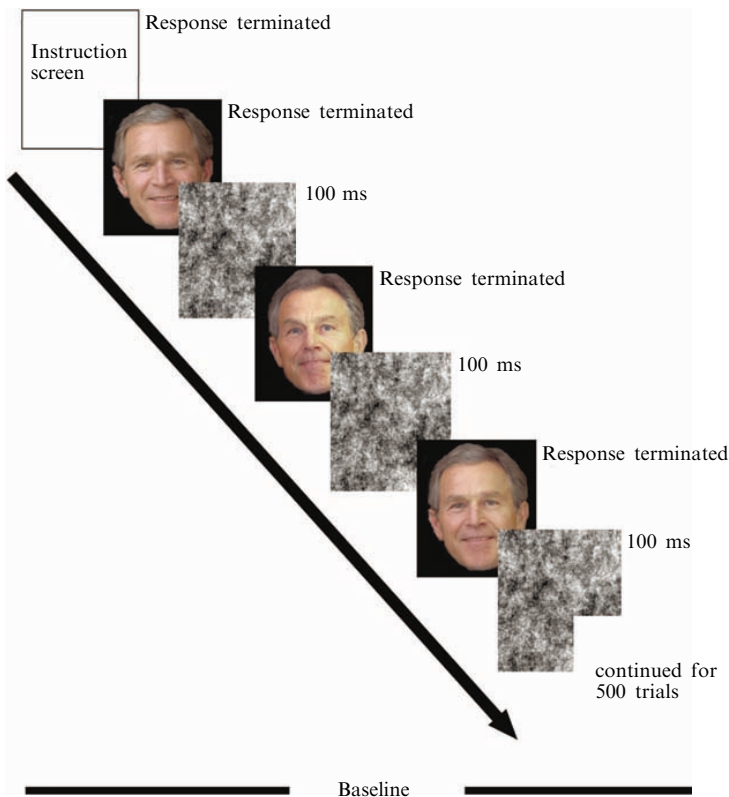 Response terminated
Instruction
screen
Response terminated
100 ms
Response terminated
100 ms
Response terminated
100 ms
continued for
500 trials
Baseline